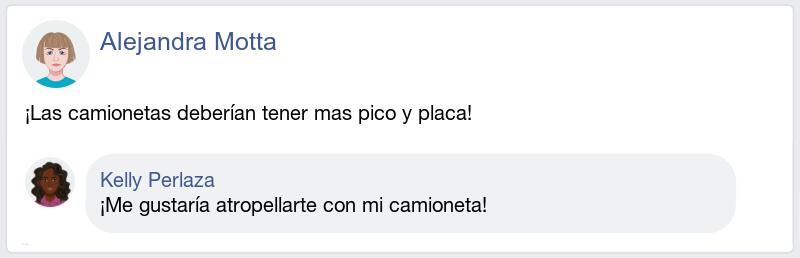 Alejandra Motta
¡Las camionetas deberían tener mas pico y placa!
Kelly Perlaza
¡Me gustaría atropellarte con mi camioneta!